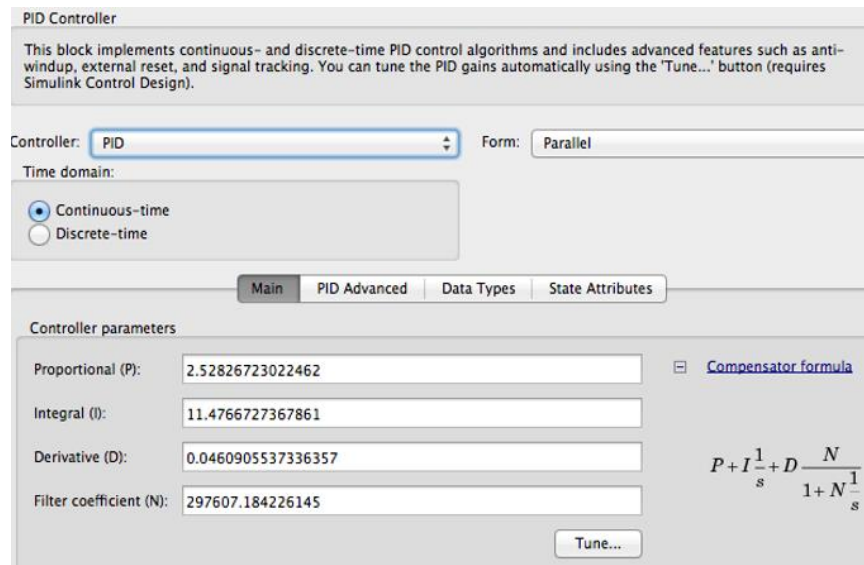 PID Controller
This block implements continuous- and discrete-time PID control algorithms and includes advanced features such as anti-
windup, external reset, and signal tracking. You can tune the PID gains automatically using the 'Tune...' button (requires
Simulink Control Design).
Controller: PID Form: Parallel
Time domain:
Continuous-time
Discrete-time
Main PID Advanced Data Types State Attributes
Controller parameters
Proportional (P): 2.52826723022462 Compensator formula
Integral (I): 11.4766727367861
Derivative (D): 0.0460905537336357
P + I 1/s + D N/(1 + N 1/s)
Filter coefficient (N): 297607.184226145
Tune...